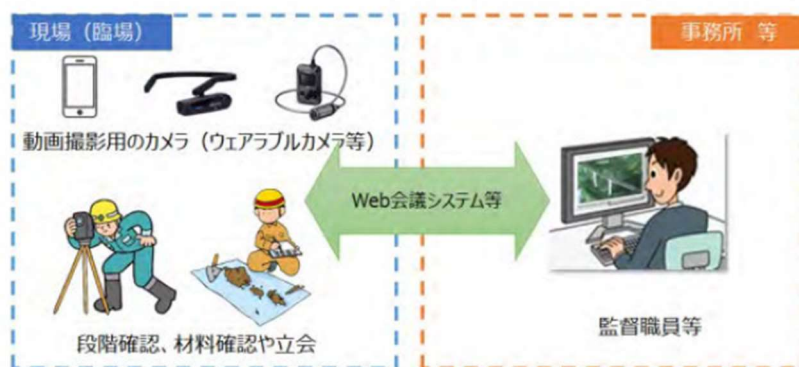 現場（臨場）
事務所 等
動画撮影用のカメラ（ウェアラブルカメラ等）
Web会議システム等
段階確認、材料確認や立会
監督職員等